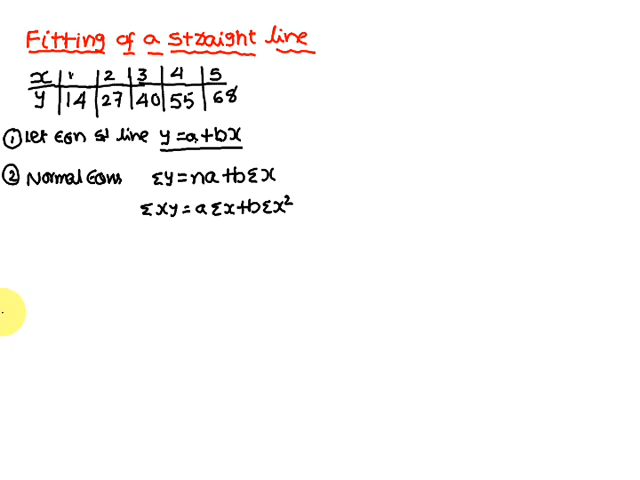 Fitting of a straight line
x | 1 | 2 | 3 | 4 | 5
y | 14 | 27 | 40 | 55 | 68
① Let Eqn st line y = a + bx
② Normal Eqns Σy = na + bΣx
Σxy = aΣx + bΣx²